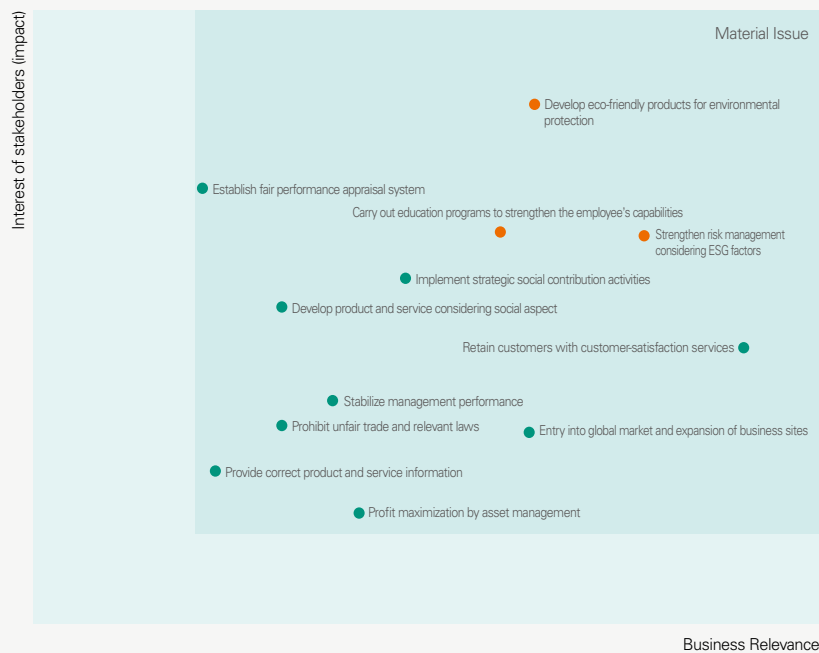 Interest of stakeholders (impact)
Material Issue
Develop eco-friendly products for environmental
protection
Establish fair performance appraisal system
Carry out education programs to strengthen the employee's capabilities
Strengthen risk management
considering ESG factors
Implement strategic social contribution activities
Develop product and service considering social aspect
Retain customers with customer-satisfaction services
Stabilize management performance
Prohibit unfair trade and relevant laws
Entry into global market and expansion of business sites
Provide correct product and service information
Profit maximization by asset management
Business Relevance